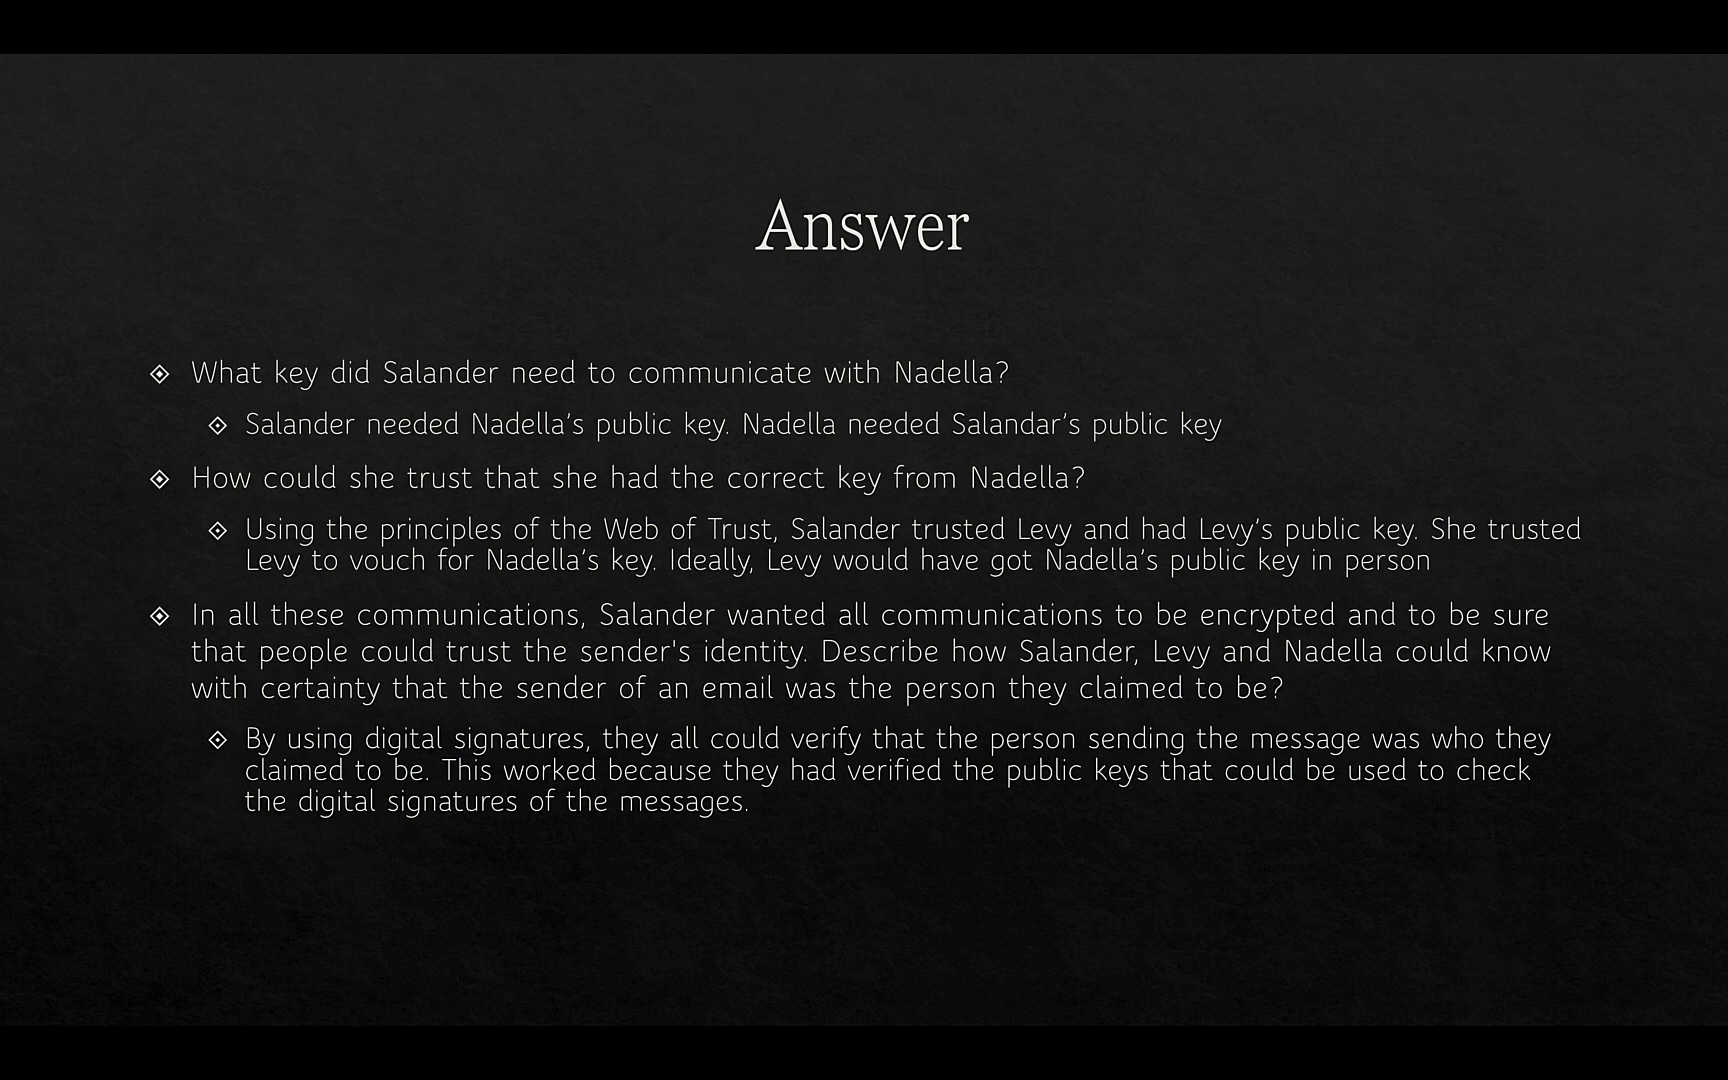 Answer
What key did Salander need to communicate with Nadella?
Salander needed Nadella’s public key. Nadella needed Salandar’s public key
How could she trust that she had the correct key from Nadella?
Using the principles of the Web of Trust, Salander trusted Levy and had Levy’s public key. She trusted
Levy to vouch for Nadella’s key. Ideally, Levy would have got Nadella’s public key in person
In all these communications, Salander wanted all communications to be encrypted and to be sure
that people could trust the sender's identity. Describe how Salander, Levy and Nadella could know
with certainty that the sender of an email was the person they claimed to be?
By using digital signatures, they all could verify that the person sending the message was who they
claimed to be. This worked because they had verified the public keys that could be used to check
the digital signatures of the messages.